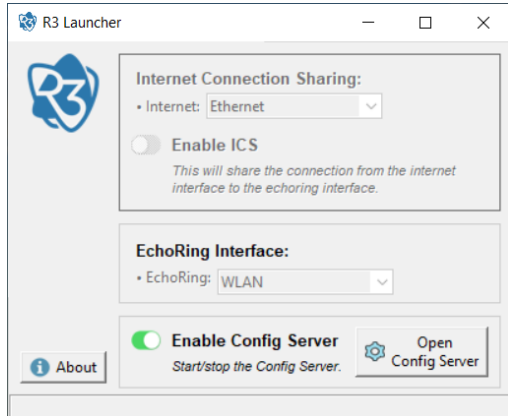 R3 Launcher
R3
Internet Connection Sharing:
• Internet: Ethernet
Enable ICS
This will share the connection from the internet
interface to the echoring interface.
EchoRing Interface:
• EchoRing: WLAN
Enable Config Server
Start/stop the Config Server.
Open
Config Server
About